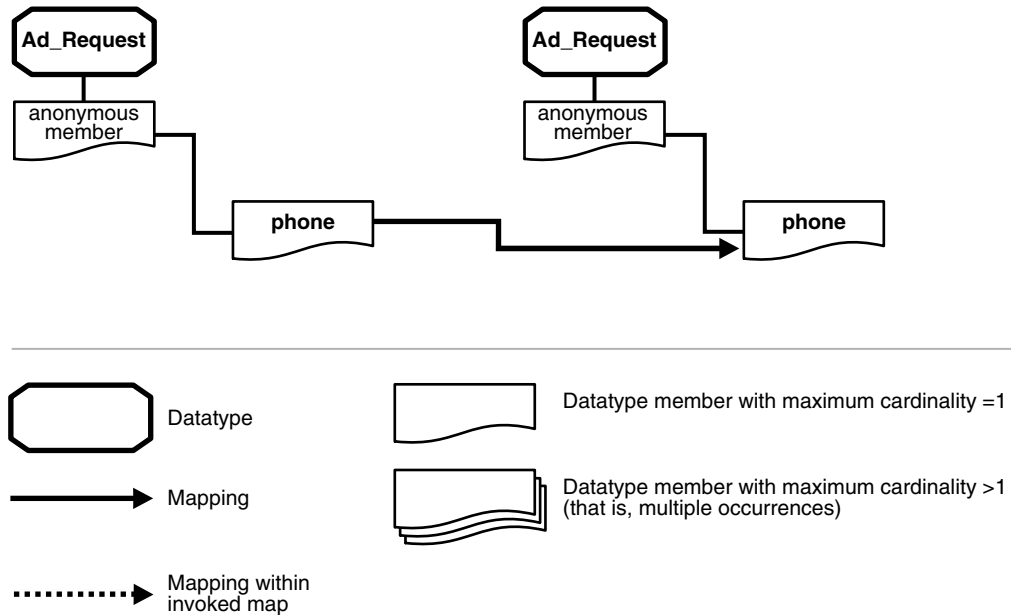 Ad_Request
Ad_Request
anonymous
member
anonymous
member
phone
phone
Datatype
Datatype member with maximum cardinality =1
Mapping
Datatype member with maximum cardinality >1
(that is, multiple occurrences)
Mapping within
invoked map